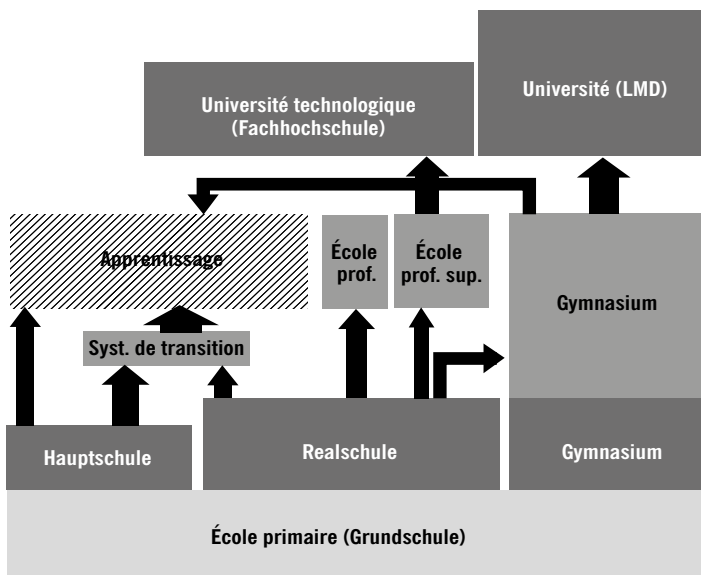 Université (LMD)
Université technologique
(Fachhochschule)
Apprentissage
École
prof.
École
prof. sup.
Gymnasium
Syst. de transition
Hauptschule
Realschule
Gymnasium
École primaire (Grundschule)